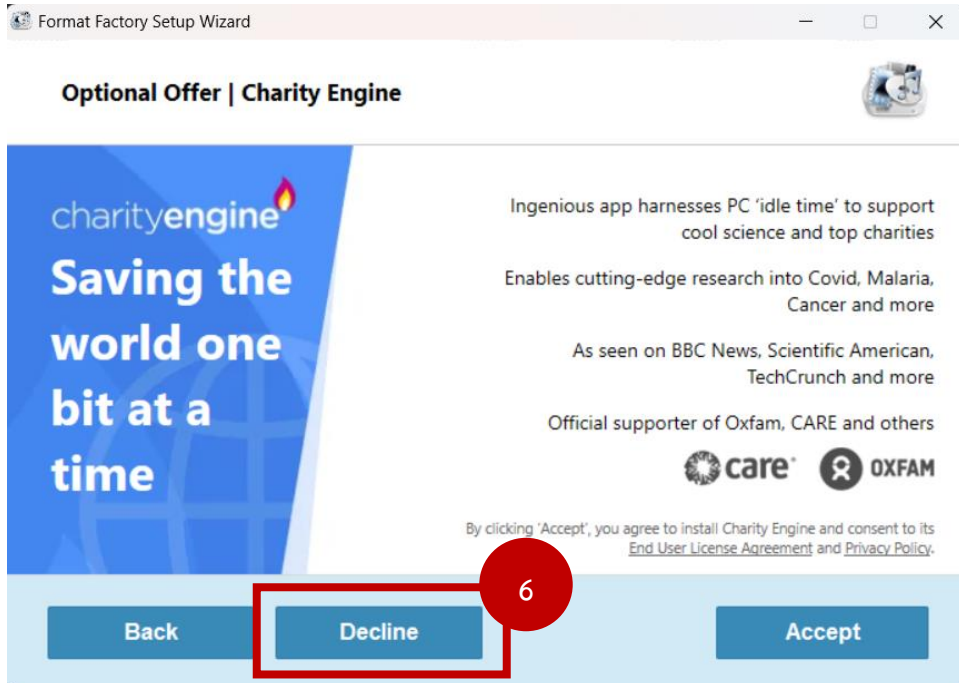 Format Factory Setup Wizard
Optional Offer | Charity Engine
charityengine
Saving the
world one
bit at a
time
Ingenious app harnesses PC ‘idle time’ to support
cool science and top charities
Enables cutting-edge research into Covid, Malaria,
Cancer and more
As seen on BBC News, Scientific American,
TechCrunch and more
Official supporter of Oxfam, CARE and others
care
OXFAM
By clicking ‘Accept’, you agree to install Charity Engine and consent to its
End User License Agreement and Privacy Policy.
6
Back
Decline
Accept